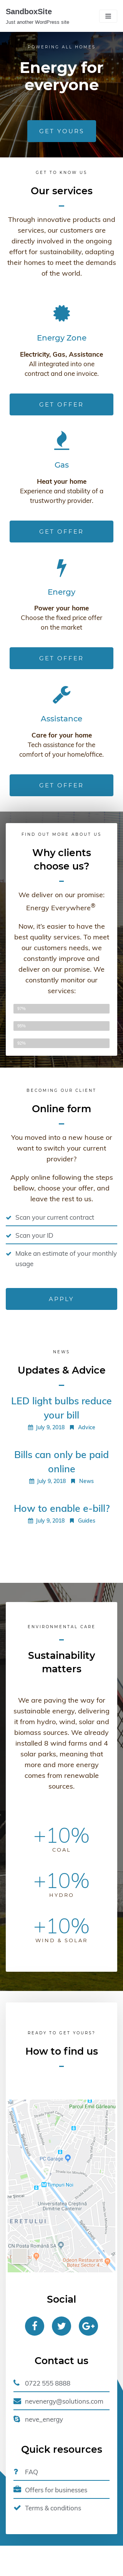 SandboxSite
Just another WordPress site
POWERING ALL HOMES
Energy for
everyone
GET YOURS
GET TO KNOW US
Our services
Through innovative products and
services, our customers are
directly involved in the ongoing
effort for sustainability, adapting
their homes to meet the demands
of the world.
Energy Zone
Electricity, Gas, Assistance
All integrated into one
contract and one invoice.
GET OFFER
Gas
Heat your home
Experience and stability of a
trustworthy provider.
GET OFFER
Energy
Power your home
Choose the fixed price offer
on the market
GET OFFER
Assistance
Care for your home
Tech assistance for the
comfort of your home/office.
GET OFFER
FIND OUT MORE ABOUT US
Why clients
choose us?
We deliver on our promise:
Energy Everywhere®
Now, it's easier to have the
best quality services. To meet
our customers needs, we
constantly improve and
deliver on our promise. We
constantly monitor our
services:
BECOMING OUR CLIENT
Online form
You moved into a new house or
want to switch your current
provider?
Apply online following the steps
bellow, choose your offer, and
leave the rest to us.
Scan your current contract
Scan your ID
Make an estimate of your monthly
usage
APPLY
NEWS
Updates & Advice
LED light bulbs reduce
your bill
July 9, 2018 Advice
Bills can only be paid
online
July 9, 2018 News
How to enable e-bill?
July 9, 2018 Guides
ENVIRONMENTAL CARE
Sustainability
matters
We are paving the way for
sustainable energy, delivering
it from hydro, wind, solar and
biomass sources. We already
installed 8 wind farms and 4
solar parks, meaning that
more and more energy
comes from renewable
sources.
+10%
COAL
+10%
HYDRO
+10%
WIND & SOLAR
READY TO GET YOURS?
How to find us
Parcul Emil Gârleanu
PC Garage
Timpuri Noi
Universitatea Creștină
Dimitrie Cantemir
ERETULUI
CN Poșta Română SA
Odeon Restaurant
Social
Contact us
0722 555 8888
nevenergy@solutions.com
neve_energy
Quick resources
FAQ
Offers for businesses
Terms & conditions